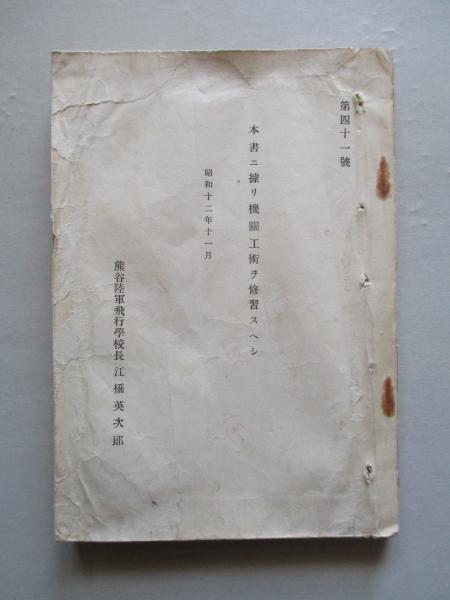 第四十一號
本書ニ據リ機關工術ヲ修習スヘシ
昭和十二年十一月
熊谷陸軍飛行學校長 江橋英次郎